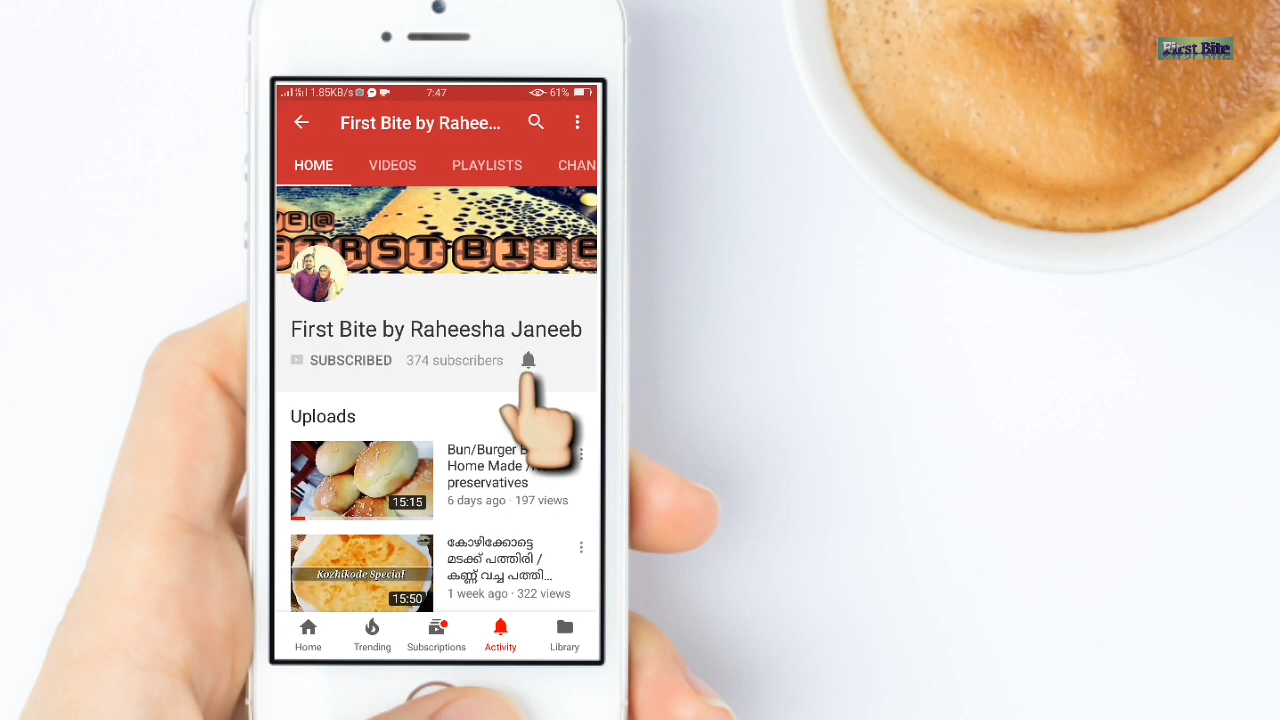 First Bite
1.85KB/s 7:47 61%
First Bite by Rahee...
HOME VIDEOS PLAYLISTS CHAN
FIRST BITE
First Bite by Raheesha Janeeb
SUBSCRIBED 374 subscribers
Uploads
Bun/Burger
Home Made
preservatives
6 days ago · 197 views
15:15
കോഴിക്കോട്ടെ
മടക്ക് പത്തിരി /
കണ്ണ് വച്ച പത്തി...
1 week ago · 322 views
Kozhikode Special
15:50
Home Trending Subscriptions Activity Library